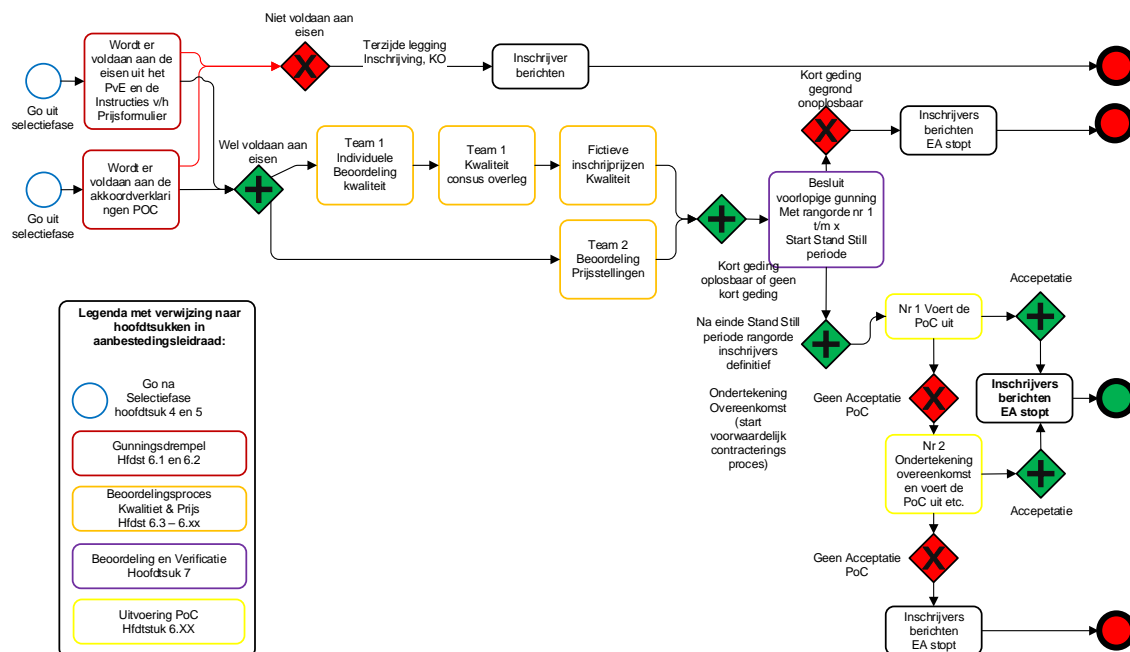 Wordt er
voldaan aan de
eisen uit het
PvE en de
Instructies v/h
Prijsformulier
Go uit
selectiefase
Wordt er
voldaan aan de
akkoordverklari
ngen POC
Go uit
selectiefase
Niet voldaan aan
eisen
Terzijde legging
Inschrijving, KO
Inschrijver
berichten
Wel voldaan aan
eisen
Team 1
Individuele
Beoordeling
kwaliteit
Team 1
Kwaliteit
consus overleg
Fictieve
inschrijprijzen
Kwaliteit
Team 2
Beoordeling
Prijsstellingen
Kort geding
gegrond
onoplosbaar
Inschrijvers
berichten
EA stopt
Besluit
voorlopige gunning
Met rangorde nr 1
t/m x
Start Stand Still
periode
Kort geding
oplosbaar of geen
kort geding
Na einde Stand Still
periode rangorde
inschrijvers
definitief
Ondertekening
Overeenkomst
(start
voorwaardelijk
contracterings
proces)
Nr 1 Voert de
PoC uit
Accepetatie
Geen Acceptatie
PoC
Inschrijvers
berichten
EA stopt
Nr 2
Ondertekening
overeenkomst
en voert de
PoC uit etc.
Accepetatie
Geen Acceptatie
PoC
Inschrijvers
berichten
EA stopt
Legenda met verwijzing naar
hoofdtsukken in
aanbestedingsleidraad:
Go na
Selectiefase
hoofdtsuk 4 en 5
Gunningsdrempel
Hfdst 6.1 en 6.2
Beoordelingsproces
Kwalitiet & Prijs
Hfdst 6.3 – 6.xx
Beoordeling en Verificatie
Hoofdtsuk 7
Uitvoering PoC
Hfdtstuk 6.XX